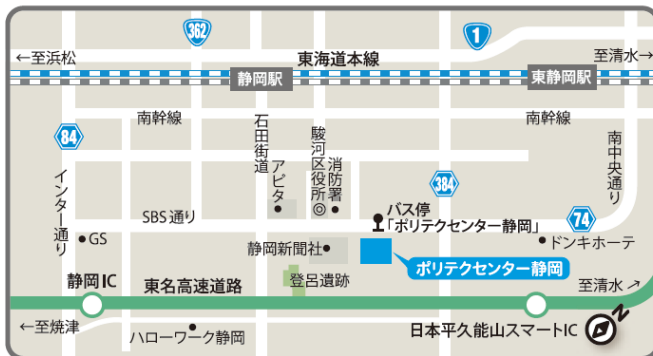 362
1
←至浜松
東海道本線
至清水→
静岡駅
東静岡駅
南幹線
南幹線
84
石田街道
駿河区役所
消防署
南中央通り
アピタ
インター通り
384
SBS通り
バス停
「ポリテクセンター静岡」
74
GS
静岡新聞社
ドンキホーテ
ポリテクセンター静岡
静岡IC
東名高速道路
登呂遺跡
至清水→
←至焼津
ハローワーク静岡
日本平久能山スマートIC
N